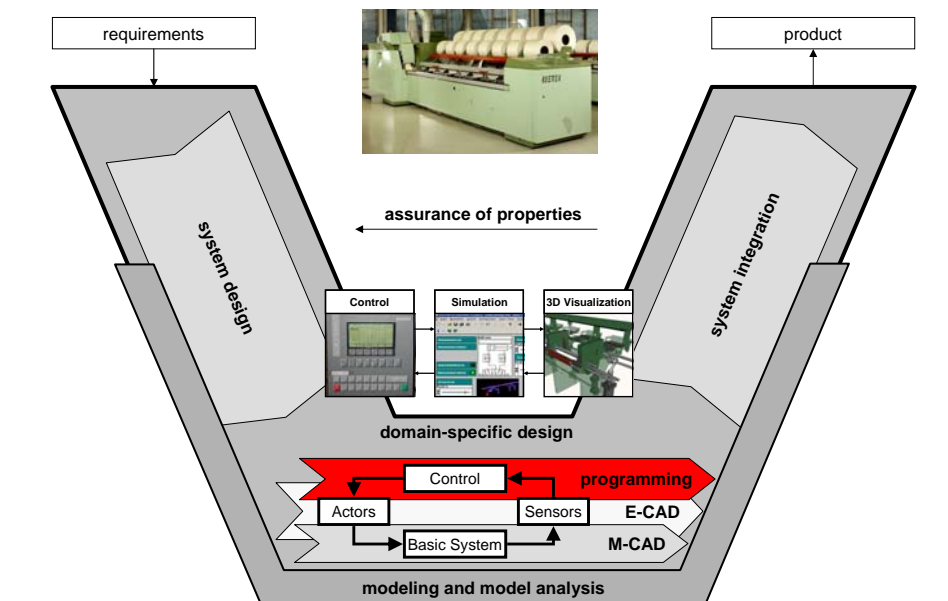 requirements
product
assurance of properties
system design
system integration
Control
Simulation
3D Visualization
domain-specific design
Control
programming
Actors
Sensors
E-CAD
Basic System
M-CAD
modeling and model analysis